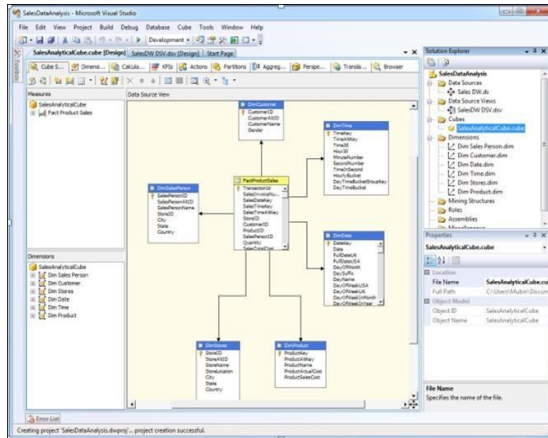 SalesDataAnalysis - Microsoft Visual Studio
File Edit View Project Build Debug Database Cube Tools Window Help
Development
SalesAnalyticalCube.cube [Design] SalesDW DSV.dsv [Design] Start Page
Cube S... Dimens... Calcula... KPIs Actions Partitions Aggreg... Perspe... Transla... Browser
Measures
SalesAnalyticalCube
Fact Product Sales
Dimensions
SalesAnalyticalCube
Dim Sales Person
Dim Customer
Dim Stores
Dim Date
Dim Time
Dim Product
Data Source View
DimCustomer
CustomerID
CustomerAltID
CustomerName
Gender
DimTime
TimeKey
TimeAltKey
Time30
Hour30
MinuteNumber
SecondNumber
TimeInSecond
HourlyBucket
DayTimeBucketGroupKey
DayTimeBucket
DimSalesPerson
SalesPersonID
SalesPersonAltID
SalesPersonName
StoreID
City
State
Country
FactProductSales
TransactionId
SalesInvoiceNu...
SalesDateKey
SalesTimeKey
SalesTimeAltKey
StoreID
CustomerID
ProductID
SalesPersonID
Quantity
SalesTotalCost
DimDate
DateKey
Date
FullDateUK
FullDateUSA
DayOfMonth
DaySuffix
DayName
DayOfWeekUSA
DayOfWeekUK
DayOfWeekInMonth
DayOfWeekInYear
DimStores
StoreID
StoreAltID
StoreName
StoreLocation
City
State
Country
DimProduct
ProductKey
ProductAltKey
ProductName
ProductActualCost
ProductSalesCost
Solution Explorer
SalesDataAnalysis
Data Sources
Sales DW.ds
Data Source Views
SalesDW DSV.dsv
Cubes
SalesAnalyticalCube.cube
Dimensions
Dim Sales Person.dim
Dim Customer.dim
Dim Date.dim
Dim Time.dim
Dim Stores.dim
Dim Product.dim
Mining Structures
Roles
Assemblies
Miscellaneous
Properties
SalesAnalyticalCube.cube
Location
File Name SalesAnalyticalCube.cu
Full Path C:\Users\Mubin\Docum
Object Model
Object ID SalesAnalyticalCube
Object Name SalesAnalyticalCube
File Name
Specifies the name of the file.
Error List
Creating project 'SalesDataAnalysis.dwproj'... project creation successful.